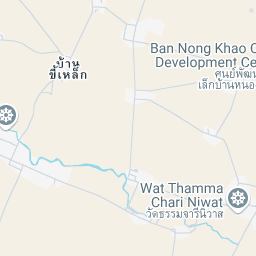 Ban Nong Khao
Development Ce
ศูนย์พัฒน
เล็กบ้านหนอง
บ้าน
ขี้เหล็ก
Wat Thamma
Chari Niwat
วัดธรรมจารีนิวาส